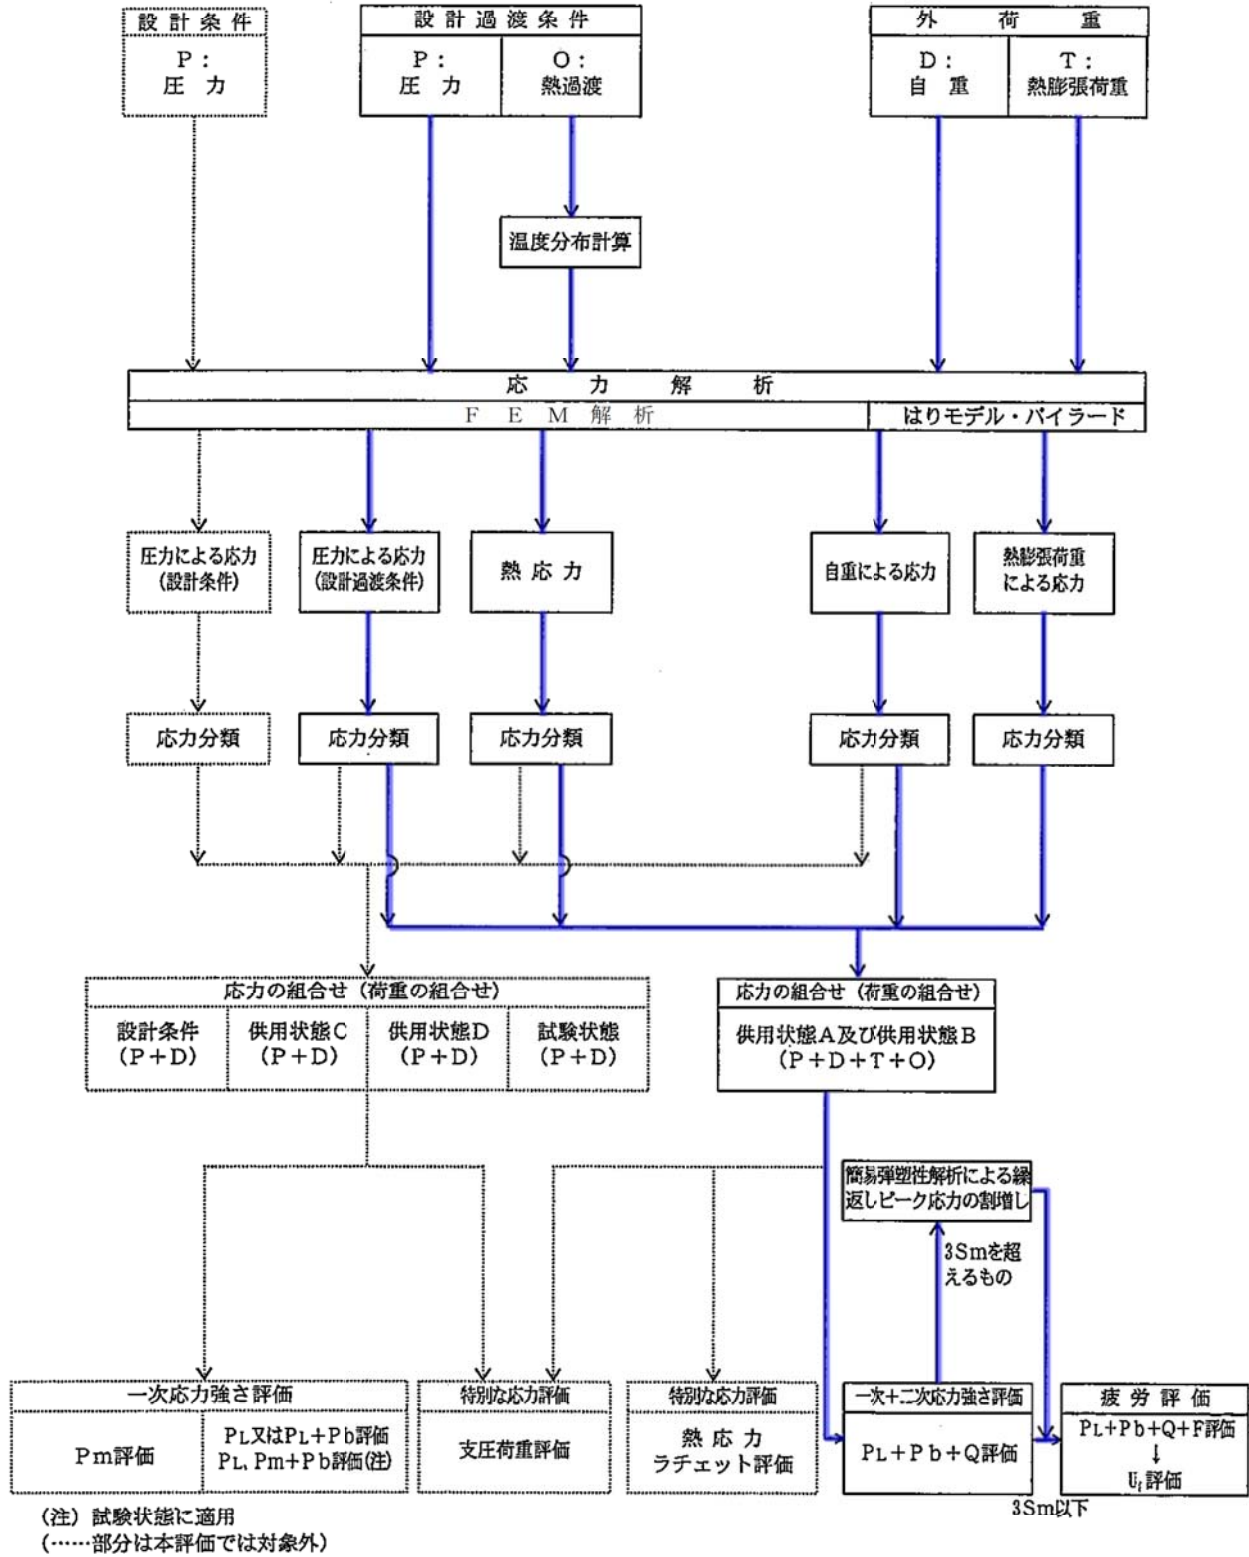 設計条件
P:
圧力
設計過渡条件
P:
圧力
O:
熱過渡
外荷重
D:
自重
T:
熱膨張荷重
温度分布計算
応力解析
FEM解析
はりモデル・バイラード
圧力による応力
(設計条件)
圧力による応力
(設計過渡条件)
熱応力
自重による応力
熱膨張荷重
による応力
応力分類
応力分類
応力分類
応力分類
応力分類
応力の組合せ(荷重の組合せ)
設計条件
(P+D)
供用状態C
(P+D)
供用状態D
(P+D)
試験状態
(P+D)
応力の組合せ(荷重の組合せ)
供用状態A及び供用状態B
(P+D+T+O)
簡易弾塑性解析による繰
返しピーク応力の割増し
3Smを超
えるもの
一次応力強さ評価
Pm評価
PL又はPL+Pb評価
PL、Pm+Pb評価(注)
特別な応力評価
支圧荷重評価
特別な応力評価
熱応力
ラチェット評価
一次+二次応力強さ評価
PL+Pb+Q評価
疲労評価
PL+Pb+Q+F評価
↓
Uf評価
3Sm以下
(注)試験状態に適用
(……部分は本評価では対象外)